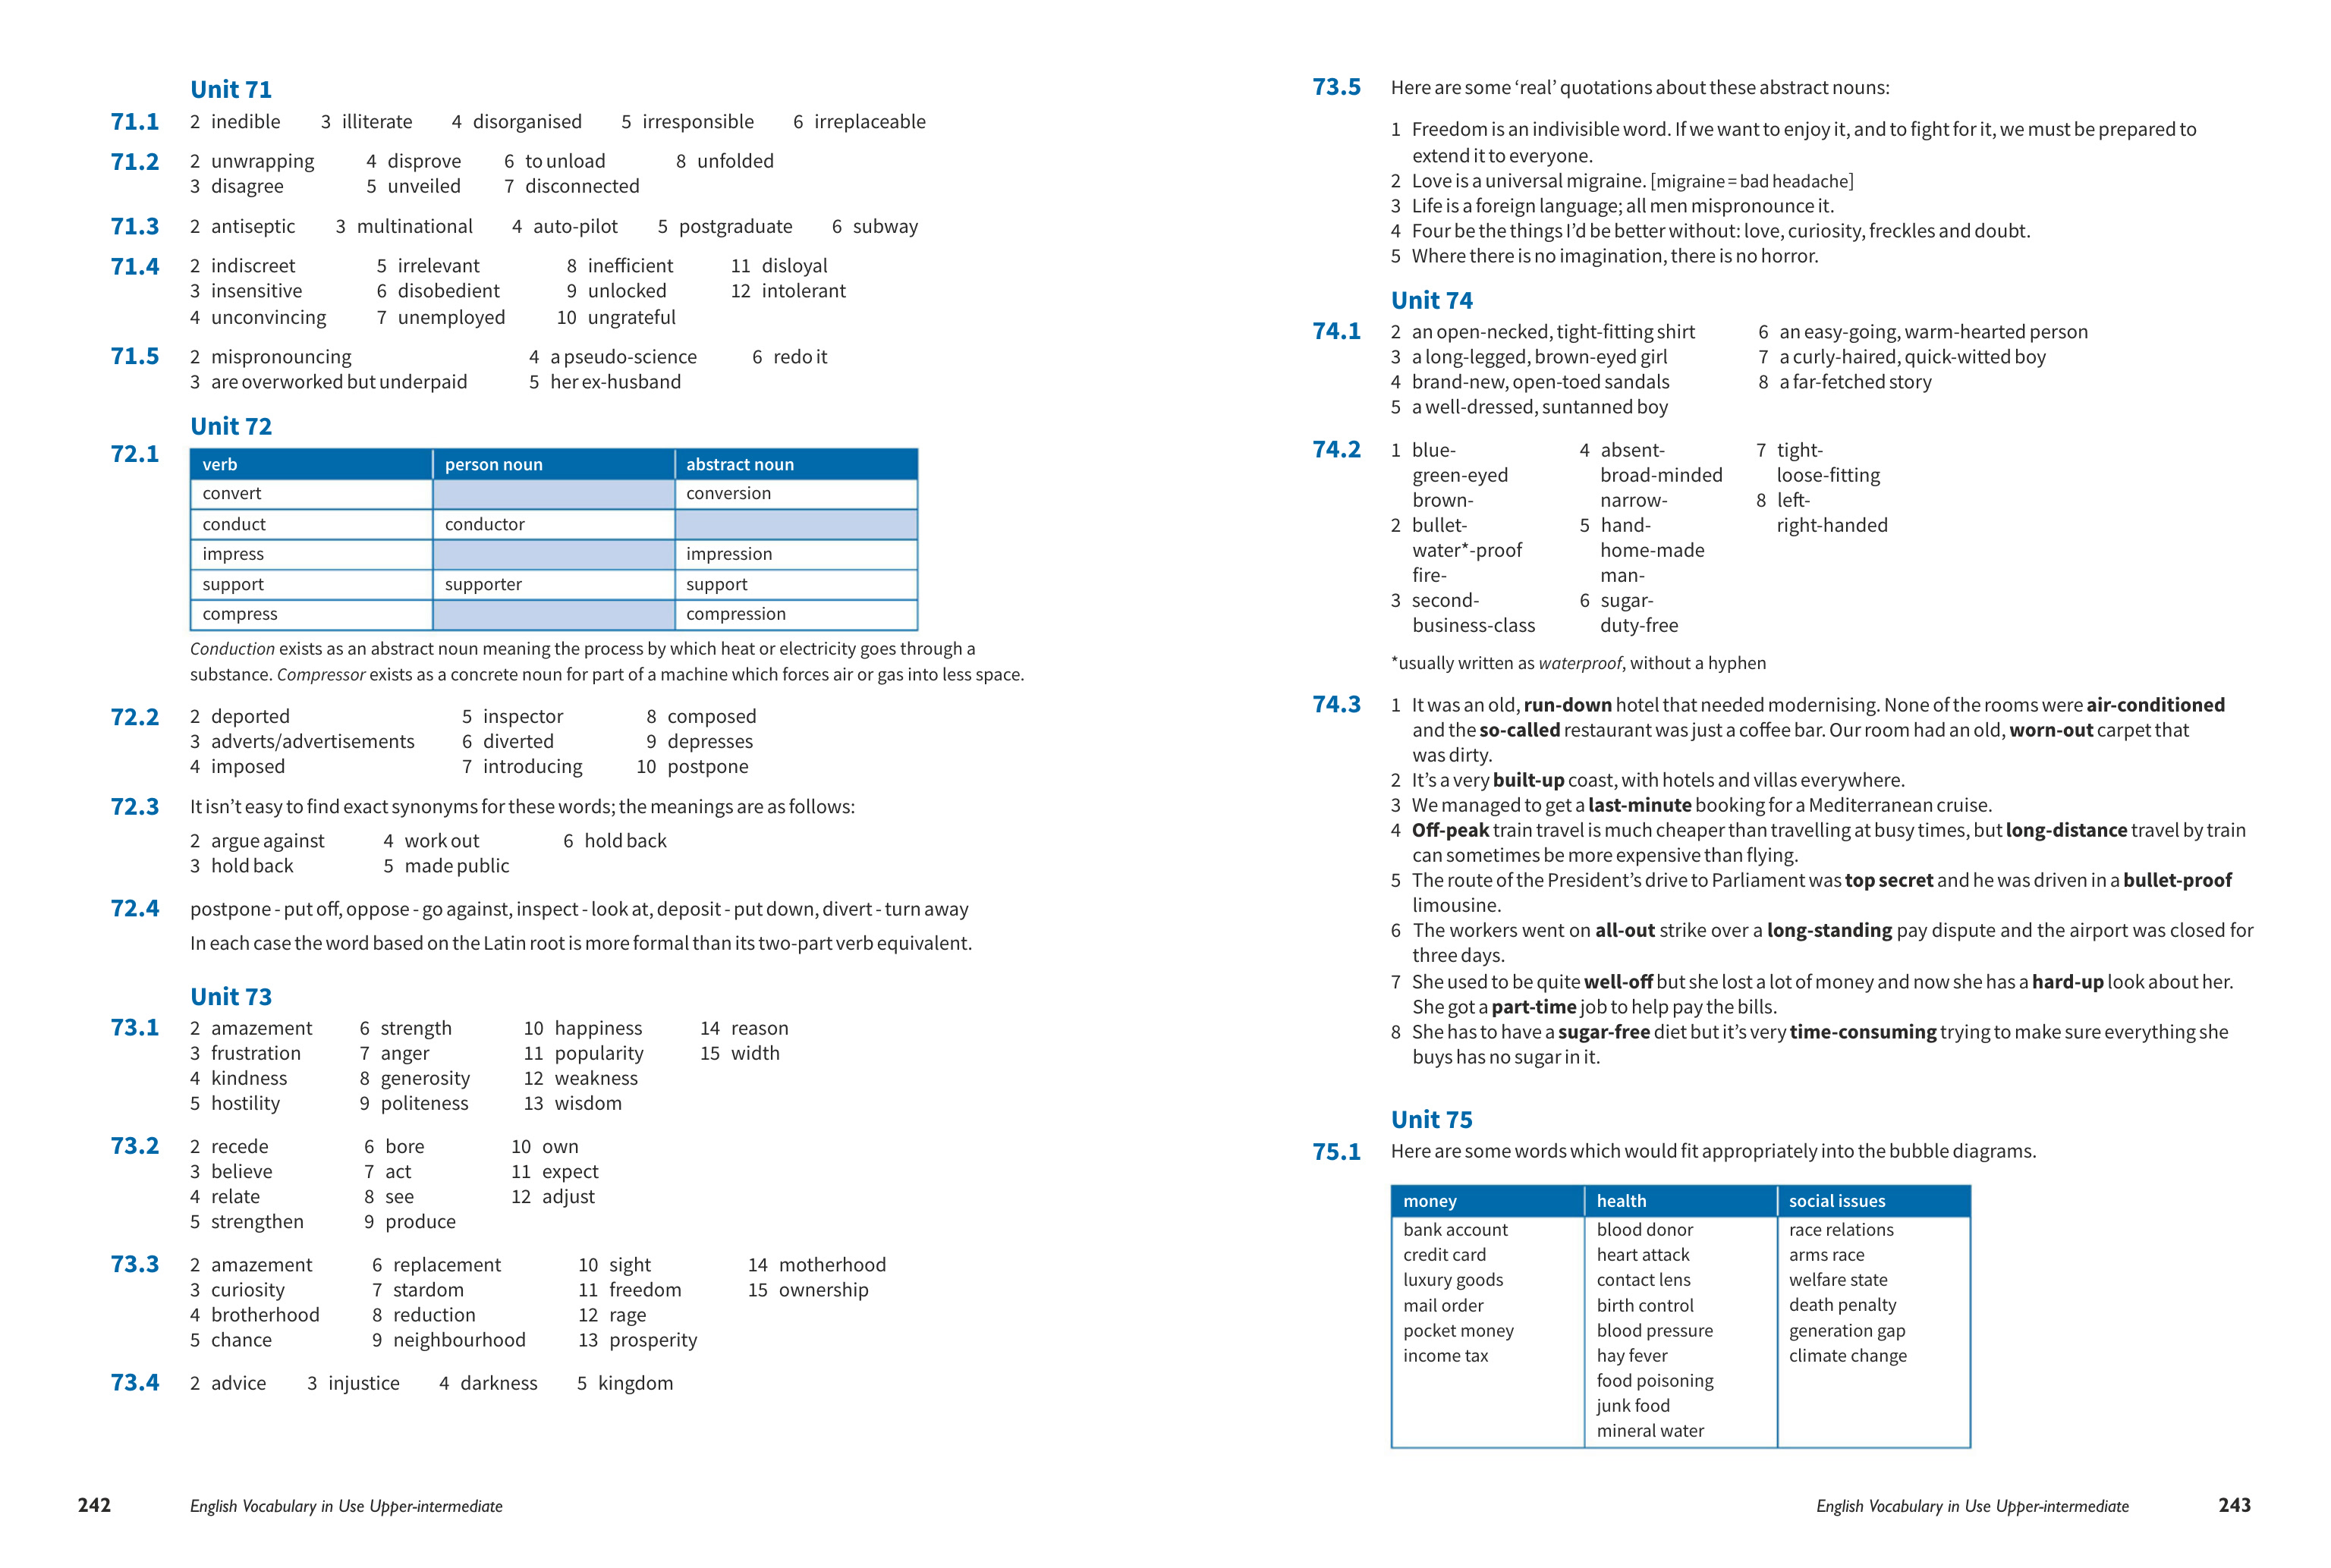 Unit 71
71.1 2 inedible 3 illiterate 4 disorganised 5 irresponsible 6 irreplaceable
71.2 2 unwrapping 4 disprove 6 to unload 8 unfolded
3 disagree 5 unveiled 7 disconnected
71.3 2 antiseptic 3 multinational 4 auto-pilot 5 postgraduate 6 subway
71.4 2 indiscreet 5 irrelevant 8 inefficient 11 disloyal
3 insensitive 6 disobedient 9 unlocked 12 intolerant
4 unconvincing 7 unemployed 10 ungrateful
71.5 2 mispronouncing 4 a pseudo-science 6 redo it
3 are overworked but underpaid 5 her ex-husband
Unit 72
72.1 verb person noun abstract noun
convert conversion
conduct conductor
impress impression
support supporter support
compress compression
Conduction exists as an abstract noun meaning the process by which heat or electricity goes through a
substance. Compressor exists as a concrete noun for part of a machine which forces air or gas into less space.
72.2 2 deported 5 inspector 8 composed
3 adverts/advertisements 6 diverted 9 depresses
4 imposed 7 introducing 10 postpone
72.3 It isn't easy to find exact synonyms for these words; the meanings are as follows:
2 argue against 4 work out 6 hold back
3 hold back 5 made public
72.4 postpone - put off, oppose - go against, inspect - look at, deposit - put down, divert - turn away
In each case the word based on the Latin root is more formal than its two-part verb equivalent.
Unit 73
73.1 2 amazement 6 strength 10 happiness 14 reason
3 frustration 7 anger 11 popularity 15 width
4 kindness 8 generosity 12 weakness
5 hostility 9 politeness 13 wisdom
73.2 2 recede 6 bore 10 own
3 believe 7 act 11 expect
4 relate 8 see 12 adjust
5 strengthen 9 produce
73.3 2 amazement 6 replacement 10 sight 14 motherhood
3 curiosity 7 stardom 11 freedom 15 ownership
4 brotherhood 8 reduction 12 rage
5 chance 9 neighbourhood 13 prosperity
73.4 2 advice 3 injustice 4 darkness 5 kingdom
242 English Vocabulary in Use Upper-intermediate
73.5 Here are some ‘real’ quotations about these abstract nouns:
1 Freedom is an indivisible word. If we want to enjoy it, and to fight for it, we must be prepared to
extend it to everyone.
2 Love is a universal migraine. [migraine = bad headache]
3 Life is a foreign language; all men mispronounce it.
4 Four be the things I’d be better without: love, curiosity, freckles and doubt.
5 Where there is no imagination, there is no horror.
Unit 74
74.1 2 an open-necked, tight-fitting shirt 6 an easy-going, warm-hearted person
3 a long-legged, brown-eyed girl 7 a curly-haired, quick-witted boy
4 brand-new, open-toed sandals 8 a far-fetched story
5 a well-dressed, suntanned boy
74.2 1 blue- 4 absent- 7 tight-
green-eyed broad-minded loose-fitting
brown- narrow- 8 left-
2 bullet- 5 hand- right-handed
water*-proof home-made
fire- man-
3 second- 6 sugar-
business-class duty-free
*usually written as waterproof, without a hyphen
74.3 1 It was an old, run-down hotel that needed modernising. None of the rooms were air-conditioned
and the so-called restaurant was just a coffee bar. Our room had an old, worn-out carpet that
was dirty.
2 It’s a very built-up coast, with hotels and villas everywhere.
3 We managed to get a last-minute booking for a Mediterranean cruise.
4 Off-peak train travel is much cheaper than travelling at busy times, but long-distance travel by train
can sometimes be more expensive than flying.
5 The route of the President’s drive to Parliament was top secret and he was driven in a bullet-proof
limousine.
6 The workers went on all-out strike over a long-standing pay dispute and the airport was closed for
three days.
7 She used to be quite well-off but she lost a lot of money and now she has a hard-up look about her.
She got a part-time job to help pay the bills.
8 She has to have a sugar-free diet but it’s very time-consuming trying to make sure everything she
buys has no sugar in it.
Unit 75
75.1 Here are some words which would fit appropriately into the bubble diagrams.
money health social issues
bank account blood donor race relations
credit card heart attack arms race
luxury goods contact lens welfare state
mail order birth control death penalty
pocket money blood pressure generation gap
income tax hay fever climate change
food poisoning
junk food
mineral water
English Vocabulary in Use Upper-intermediate 243